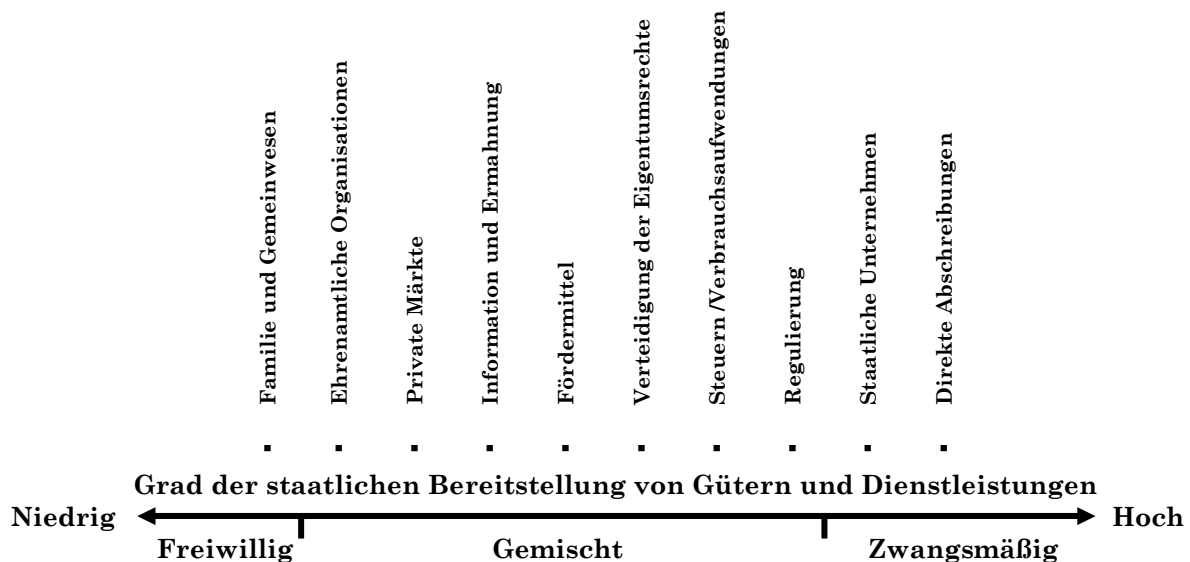 Familie und Gemeinwesen
Ehrenamtliche Organisationen
Private Märkte
Information und Ermahnung
Fördermittel
Verteidigung der Eigentumsrechte
Steuern /Verbrauchsaufwendungen
Regulierung
Staatliche Unternehmen
Direkte Abschreibungen
Grad der staatlichen Bereitstellung von Gütern und Dienstleistungen
Niedrig
Hoch
Freiwillig
Gemischt
Zwangsmäßig